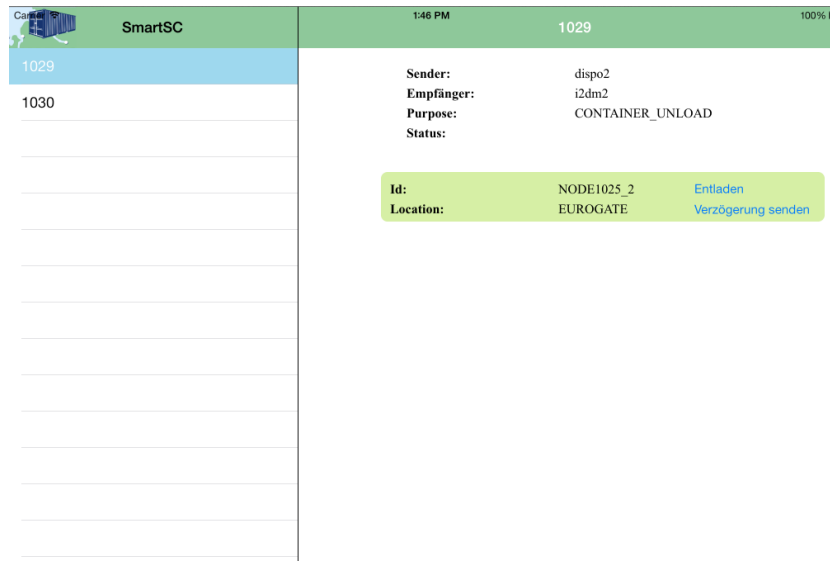 1:46 PM
100%
SmartSC
1029
1029
1030
Sender: dispo2
Empfänger: i2dm2
Purpose: CONTAINER_UNLOAD
Status:
Id: NODE1025_2 Entladen
Location: EUROGATE Verzögerung senden